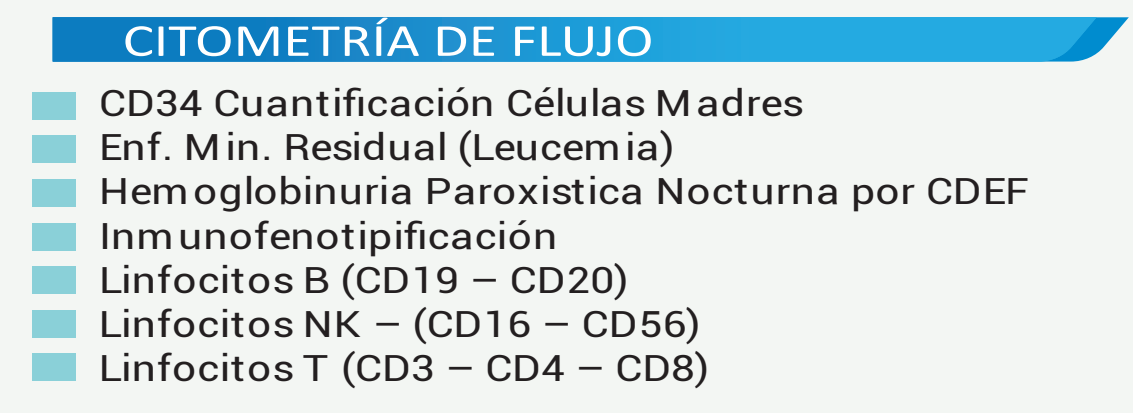 CITOMETRÍA DE FLUJO
CD34 Cuantificación Células Madres
Enf. Min. Residual (Leucemia)
Hemoglobinuria Paroxistica Nocturna por CDEF
Inmunofenotipificación
Linfocitos B (CD19 – CD20)
Linfocitos NK – (CD16 – CD56)
Linfocitos T (CD3 – CD4 – CD8)